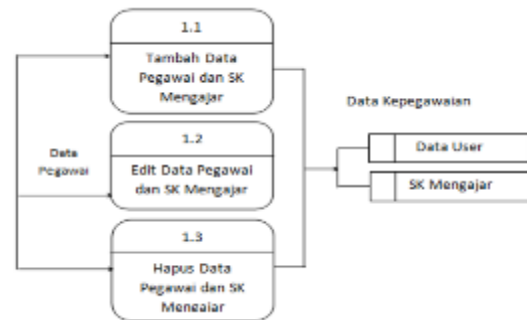 1.1
Tambah Data
Pegawai dan SK
Mengajar
Data Kepegawaian
1.2
Data
Pegawai
Edit Data Pegawai
dan SK Mengajar
Data User
SK Mengajar
1.3
Hapus Data
Pegawai dan SK
Mengajar